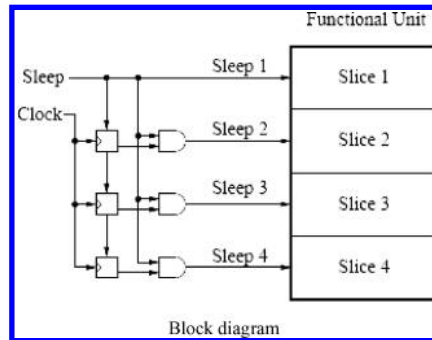 Functional Unit
Sleep
Sleep 1
Slice 1
Clock
Sleep 2
Slice 2
Sleep 3
Slice 3
Sleep 4
Slice 4
Block diagram